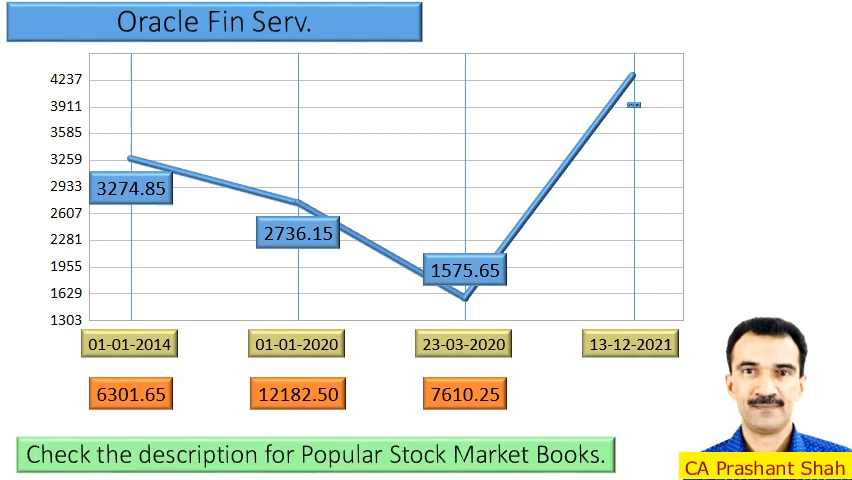 Oracle Fin Serv.
4237
3911
3585
3259
2933
2607
2281
1955
1629
1303
3274.85
2736.15
1575.65
01-01-2014 01-01-2020 23-03-2020 13-12-2021
6301.65 12182.50 7610.25
Check the description for Popular Stock Market Books.
CA Prashant Shah